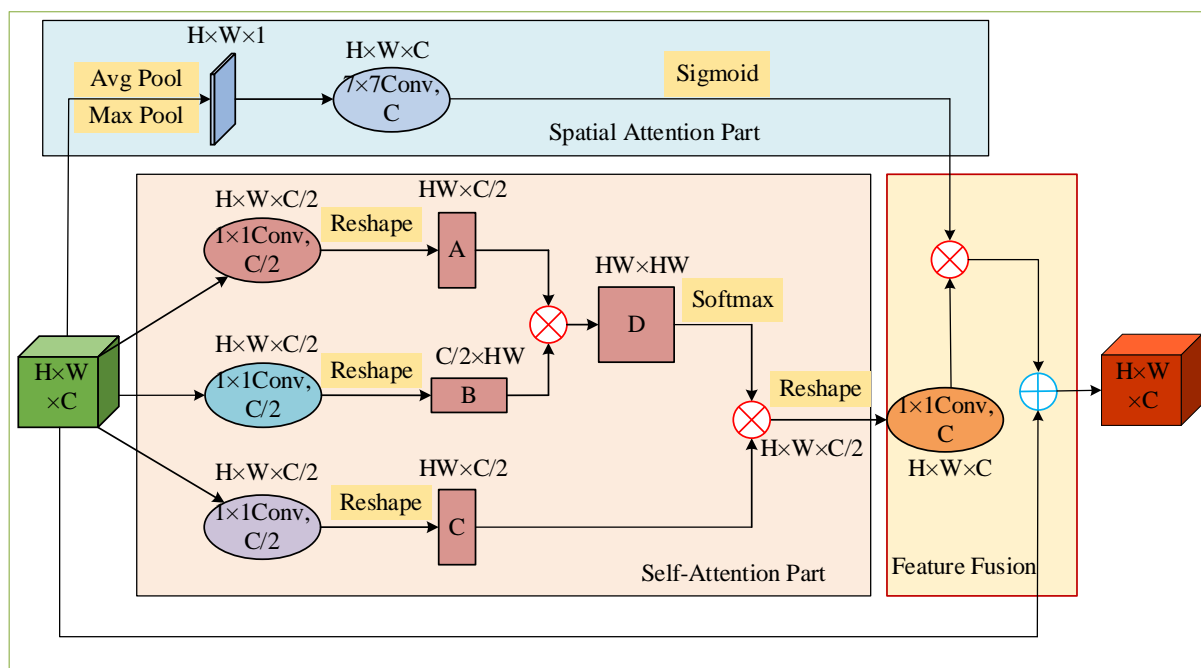 H×W×1
Avg Pool
Max Pool
H×W×C
7×7Conv,
C
Sigmoid
Spatial Attention Part
H×W×C/2
1×1Conv,
C/2
Reshape
HW×C/2
A
HW×HW
D
Softmax
H×W
×C
H×W×C/2
1×1Conv,
C/2
Reshape
C/2×HW
B
Reshape
H×W×C/2
H×W×C/2
1×1Conv,
C/2
Reshape
HW×C/2
C
Self-Attention Part
1×1Conv,
C
H×W×C
Feature Fusion
H×W
×C